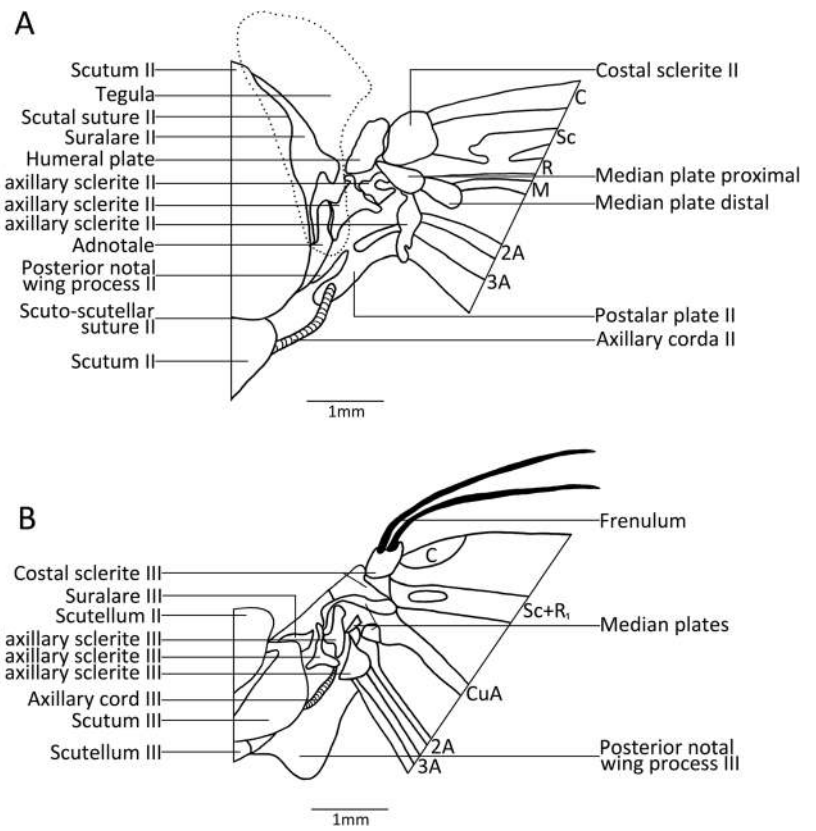 A
Scutum II
Tegula
Scutal suture II
Suralare II
Humeral plate
axillary sclerite II
axillary sclerite II
axillary sclerite II
Adnotale
Posterior notal
wing process II
Scuto-scutellar
suture II
Scutum II
Costal sclerite II
C
Sc
R
M
Median plate proximal
Median plate distal
2A
3A
Postalar plate II
Axillary corda II
1mm
B
Frenulum
C
Costal sclerite III
Suralare III
Scutellum II
axillary sclerite III
axillary sclerite III
axillary sclerite III
Axillary cord III
Scutum III
Scutellum III
Sc+R₁
Median plates
CuA
2A
3A
Posterior notal
wing process III
1mm